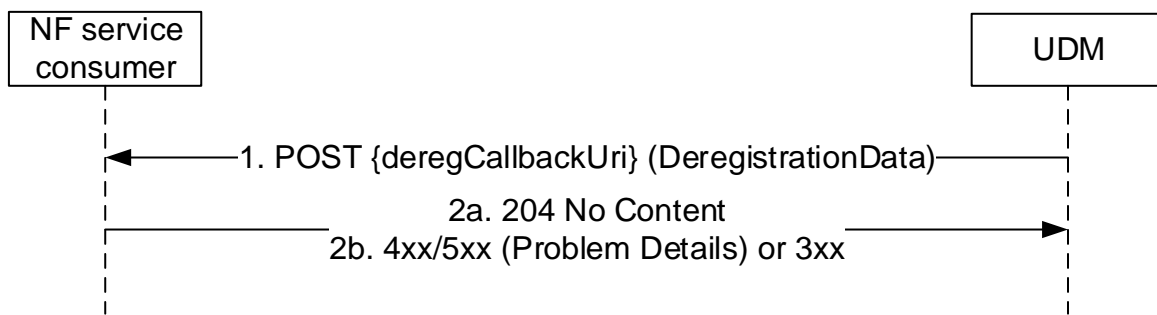 NF service
consumer
UDM
1. POST {deregCallbackUri} (DeregistrationData)
2a. 204 No Content
2b. 4xx/5xx (Problem Details) or 3xx